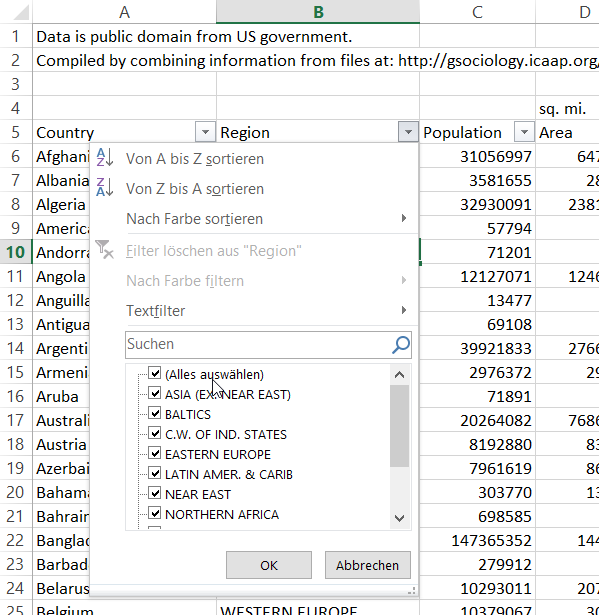 A B C D
1 Data is public domain from US government.
2 Compiled by combining information from files at: http://gsociology.icaap.org/
3
4 sq. mi.
5 Country Region Population Area
6 Afghani 31056997 647
7 Albania 3581655 28
8 Algeria 32930091 2381
9 America 57794
10 Andorra 71201
11 Angola 12127071 1246
12 Anguilla 13477
13 Antigua 69108
14 Argenti 39921833 2766
15 Armeni 2976372 29
16 Aruba 71891
17 Australi 20264082 7686
18 Austria 8192880 83
19 Azerbai 7961619 86
20 Bahama 303770 13
21 Bahrain 698585
22 Banglad 147365352 144
23 Barbad 279912
24 Belarus 10293011 207
25 Belgium WESTERN EUROPE 10379067 30
Von A bis Z sortieren
Von Z bis A sortieren
Nach Farbe sortieren
Filter löschen aus "Region"
Nach Farbe filtern
Textfilter
Suchen
(Alles auswählen)
ASIA (EX. NEAR EAST)
BALTICS
C.W. OF IND. STATES
EASTERN EUROPE
LATIN AMER. & CARIB
NEAR EAST
NORTHERN AFRICA
OK Abbrechen